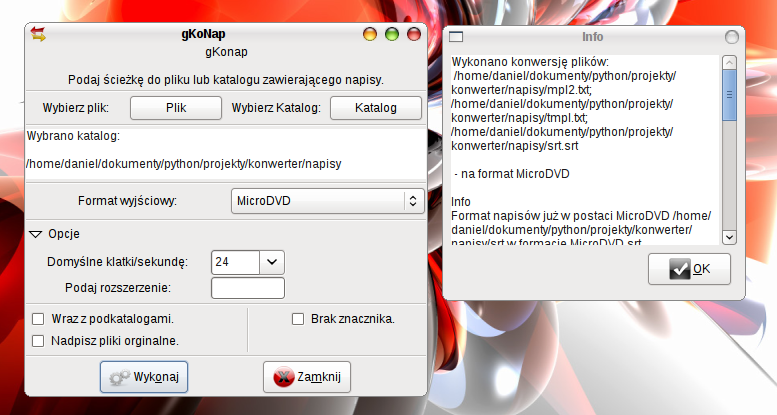 gKoNap
gKonap
Podaj ścieżkę do pliku lub katalogu zawierającego napisy.
Wybierz plik: Plik Wybierz Katalog: Katalog
Wybrano katalog:
/home/daniel/dokumenty/python/projekty/konwerter/napisy
Format wyjściowy: MicroDVD
Opcje
Domyślne klatki/sekundę: 24
Podaj rozszerzenie:
Wraz z podkatalogami. Brak znacznika.
Nadpisz pliki orginalne.
Wykonaj Zamknij
Info
Wykonano konwersję plików:
/home/daniel/dokumenty/python/projekty/
konwerter/napisy/mpl2.txt;
/home/daniel/dokumenty/python/projekty/
konwerter/napisy/tmpl.txt;
/home/daniel/dokumenty/python/projekty/
konwerter/napisy/srt.srt
- na format MicroDVD
Info
Format napisów już w postaci MicroDVD /home/
daniel/dokumenty/python/projekty/konwerter/
napisy/srt w formacie MicroDVD.srt
OK